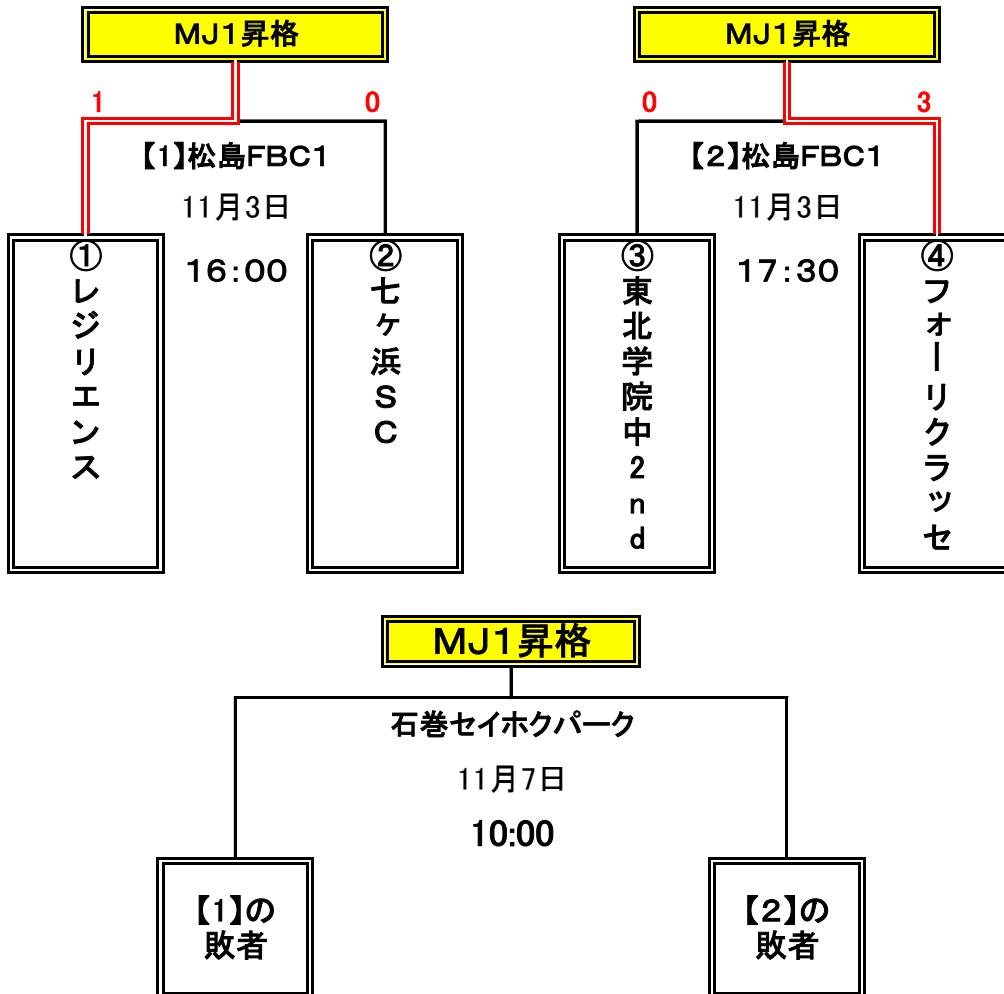 MJ1昇格
MJ1昇格
1
0
0
3
【1】松島FBC1
【2】松島FBC1
11月3日
11月3日
16:00
17:30
①レジリエンス
②七ヶ浜SC
③東北学院中2nd
④フォーリクラッセ
MJ1昇格
石巻セイホクパーク
11月7日
10:00
【1】の
敗者
【2】の
敗者